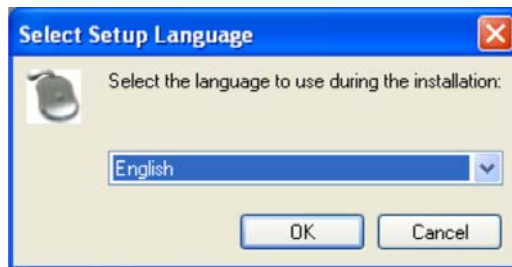 Select Setup Language
Select the language to use during the installation:
English
OK
Cancel